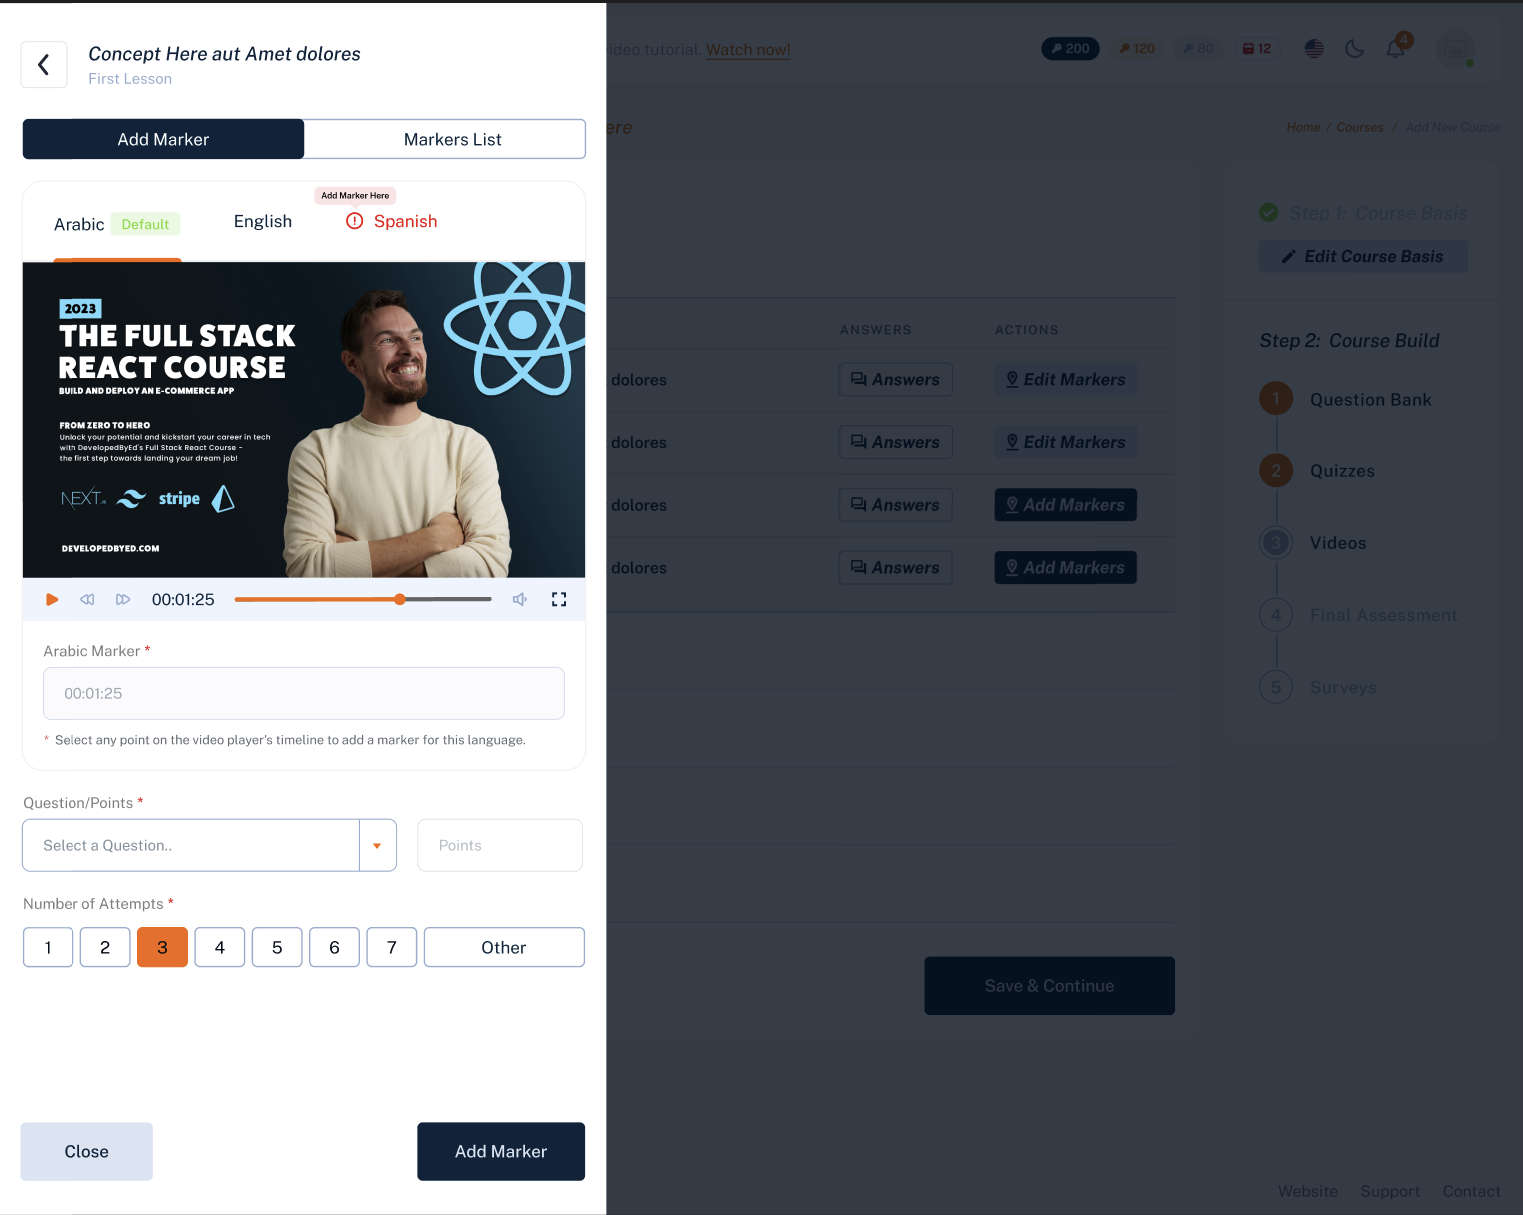 Concept Here aut Amet dolores
First Lesson
Add Marker
Markers List
Add Marker Here
Arabic Default
English
Spanish
2023
THE FULL STACK
REACT COURSE
BUILD AND DEPLOY AN E-COMMERCE APP
FROM ZERO TO HERO
Unlock your potential and kickstart your career in tech
with DevelopedByEd's Full Stack React Course -
the first step towards landing your dream job!
NEXT.JS stripe
DEVELOPEDBYED.COM
00:01:25
Arabic Marker *
00:01:25
* Select any point on the video player's timeline to add a marker for this language.
Question/Points *
Select a Question..
Points
Number of Attempts *
1 2 3 4 5 6 7 Other
Close
Add Marker
video tutorial. Watch now!
200 120 80 12
4
Home / Courses / Add New Course
ANSWERS ACTIONS
dolores Answers Edit Markers
dolores Answers Edit Markers
dolores Answers Add Markers
dolores Answers Add Markers
Save & Continue
Step 1: Course Basis
Edit Course Basis
Step 2: Course Build
1 Question Bank
2 Quizzes
3 Videos
4 Final Assessment
5 Surveys
Website Support Contact